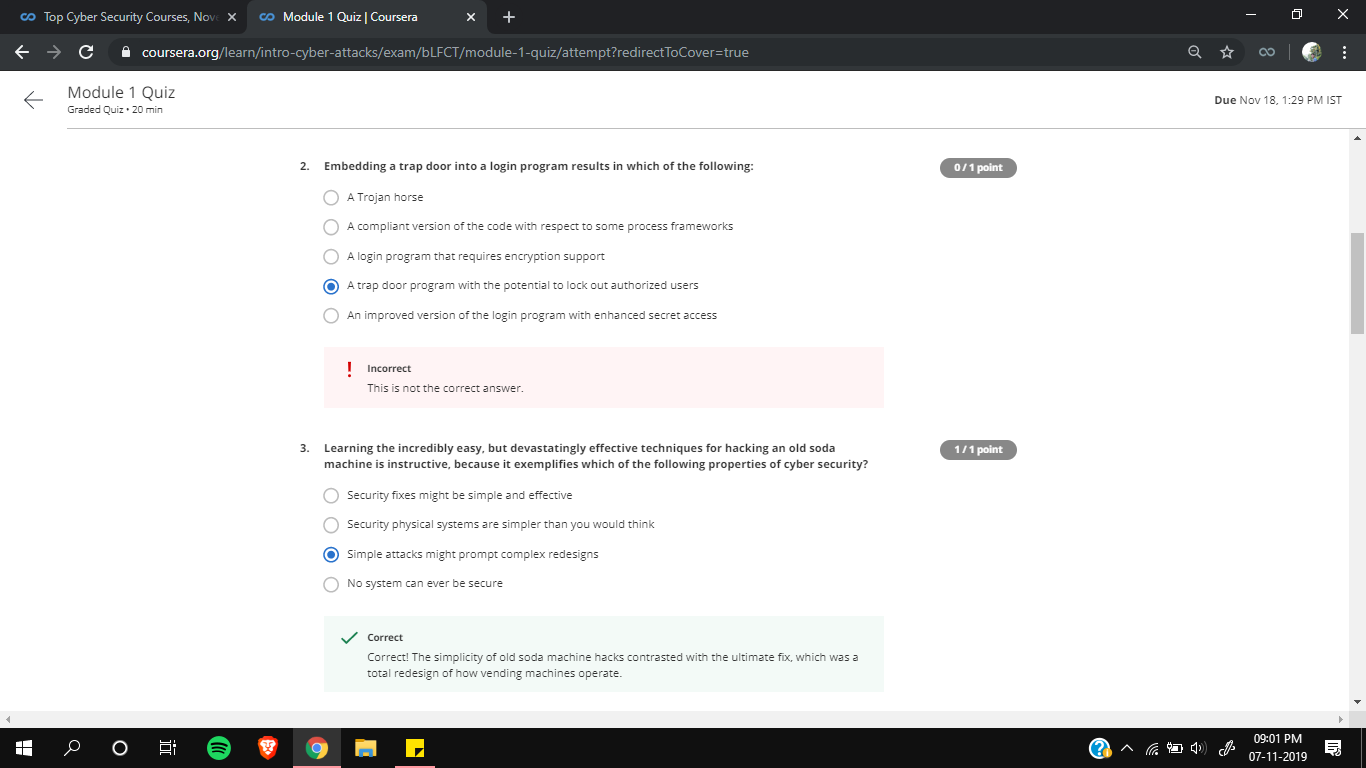 Top Cyber Security Courses, Nov
Module 1 Quiz | Coursera
coursera.org/learn/intro-cyber-attacks/exam/bLFCT/module-1-quiz/attempt?redirectToCover=true
Module 1 Quiz
Graded Quiz • 20 min
Due Nov 18, 1:29 PM IST
2. Embedding a trap door into a login program results in which of the following:
0 / 1 point
A Trojan horse
A compliant version of the code with respect to some process frameworks
A login program that requires encryption support
A trap door program with the potential to lock out authorized users
An improved version of the login program with enhanced secret access
! Incorrect
This is not the correct answer.
3. Learning the incredibly easy, but devastatingly effective techniques for hacking an old soda
machine is instructive, because it exemplifies which of the following properties of cyber security?
1 / 1 point
Security fixes might be simple and effective
Security physical systems are simpler than you would think
Simple attacks might prompt complex redesigns
No system can ever be secure
Correct
Correct! The simplicity of old soda machine hacks contrasted with the ultimate fix, which was a
total redesign of how vending machines operate.
09:01 PM
07-11-2019